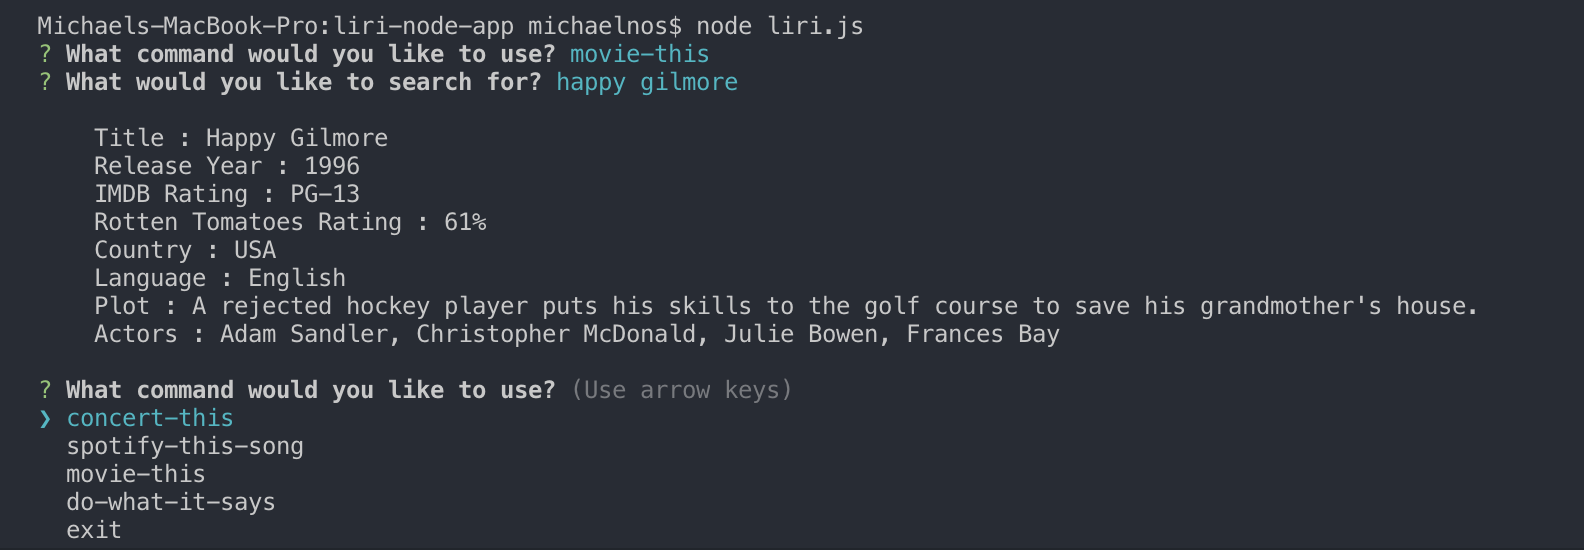 Michaels-MacBook-Pro:liri-node-app michaelnos$ node liri.js
? What command would you like to use? movie-this
? What would you like to search for? happy gilmore
Title : Happy Gilmore
Release Year : 1996
IMDB Rating : PG-13
Rotten Tomatoes Rating : 61%
Country : USA
Language : English
Plot : A rejected hockey player puts his skills to the golf course to save his grandmother's house.
Actors : Adam Sandler, Christopher McDonald, Julie Bowen, Frances Bay
? What command would you like to use? (Use arrow keys)
❯ concert-this
spotify-this-song
movie-this
do-what-it-says
exit